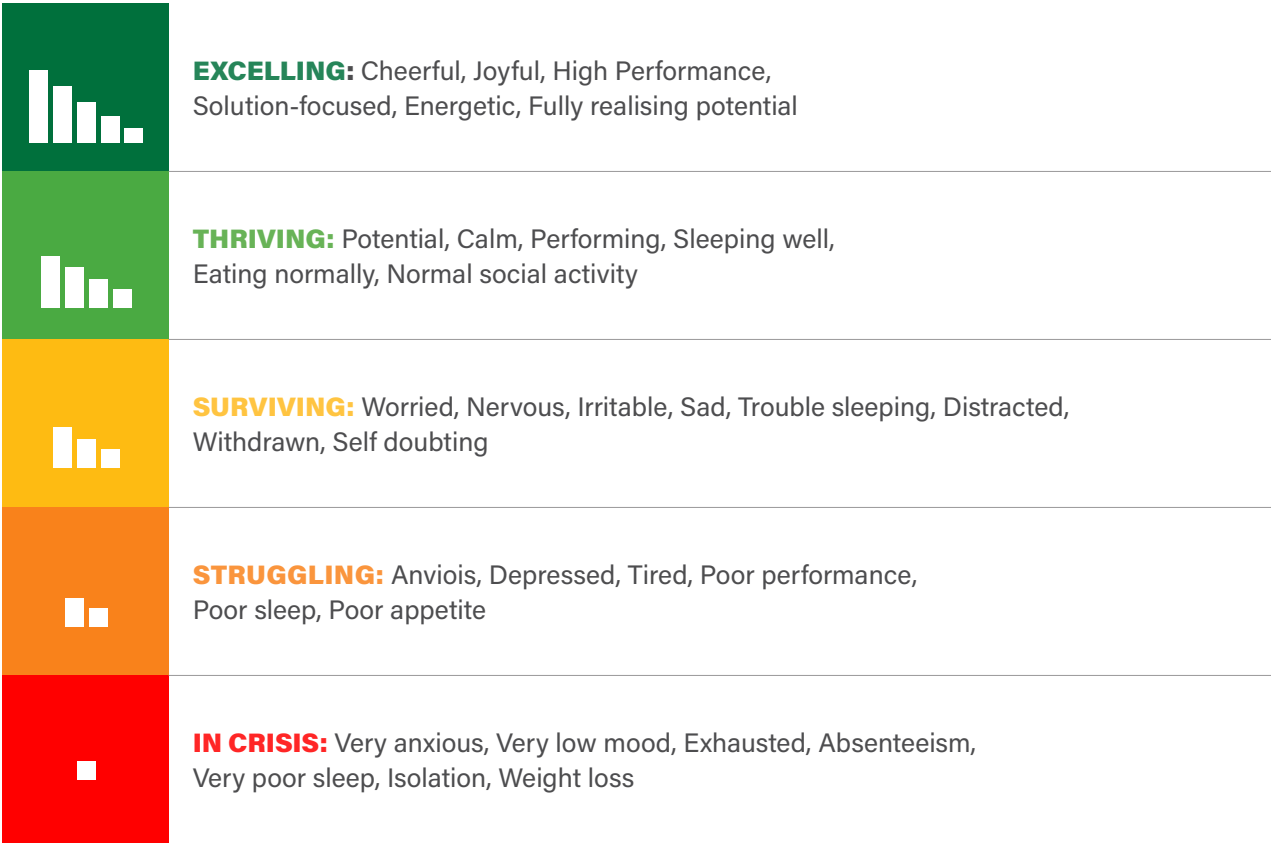 EXCELLING: Cheerful, Joyful, High Performance,
Solution-focused, Energetic, Fully realising potential
THRIVING: Potential, Calm, Performing, Sleeping well,
Eating normally, Normal social activity
SURVIVING: Worried, Nervous, Irritable, Sad, Trouble sleeping, Distracted,
Withdrawn, Self doubting
STRUGGLING: Anviois, Depressed, Tired, Poor performance,
Poor sleep, Poor appetite
IN CRISIS: Very anxious, Very low mood, Exhausted, Absenteeism,
Very poor sleep, Isolation, Weight loss